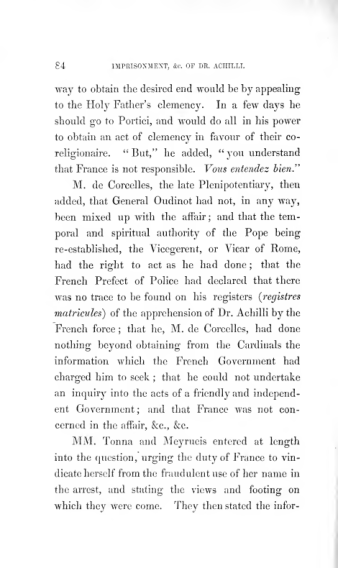 84 IMPRISONMENT, &c. OF DR. ACHILLI.
way to obtain the desired end would be by appealing
to the Holy Father's clemency. In a few days he
should go to Portici, and would do all in his power
to obtain an act of clemency in favour of their co-
religionaire. "But," he added, "you understand
that France is not responsible. Vous entendez bien."
M. de Corcelles, the late Plenipotentiary, then
added, that General Oudinot had not, in any way,
been mixed up with the affair; and that the tem-
poral and spiritual authority of the Pope being
re-established, the Vicegerent, or Vicar of Rome,
had the right to act as he had done; that the
French Prefect of Police had declared that there
was no trace to be found on his registers (registres
matricules) of the apprehension of Dr. Achilli by the
French force; that he, M. de Corcelles, had done
nothing beyond obtaining from the Cardinals the
information which the French Government had
charged him to seek; that he could not undertake
an inquiry into the acts of a friendly and independ-
ent Government; and that France was not con-
cerned in the affair, &c., &c.
MM. Tonna and Meyrueis entered at length
into the question, urging the duty of France to vin-
dicate herself from the fraudulent use of her name in
the arrest, and stating the views and footing on
which they were come. They then stated the infor-